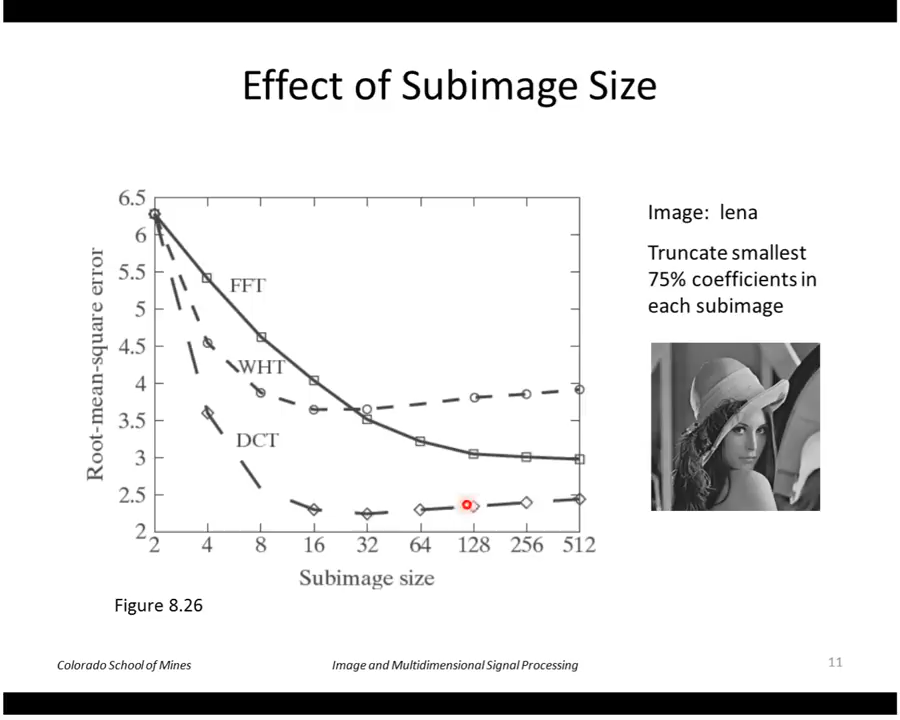 Effect of Subimage Size
Root-mean-square error
6.5
6
5.5
5
4.5
4
3.5
3
2.5
2
FFT
WHT
DCT
2 4 8 16 32 64 128 256 512
Subimage size
Image: lena
Truncate smallest
75% coefficients in
each subimage
Figure 8.26
Colorado School of Mines Image and Multidimensional Signal Processing 11